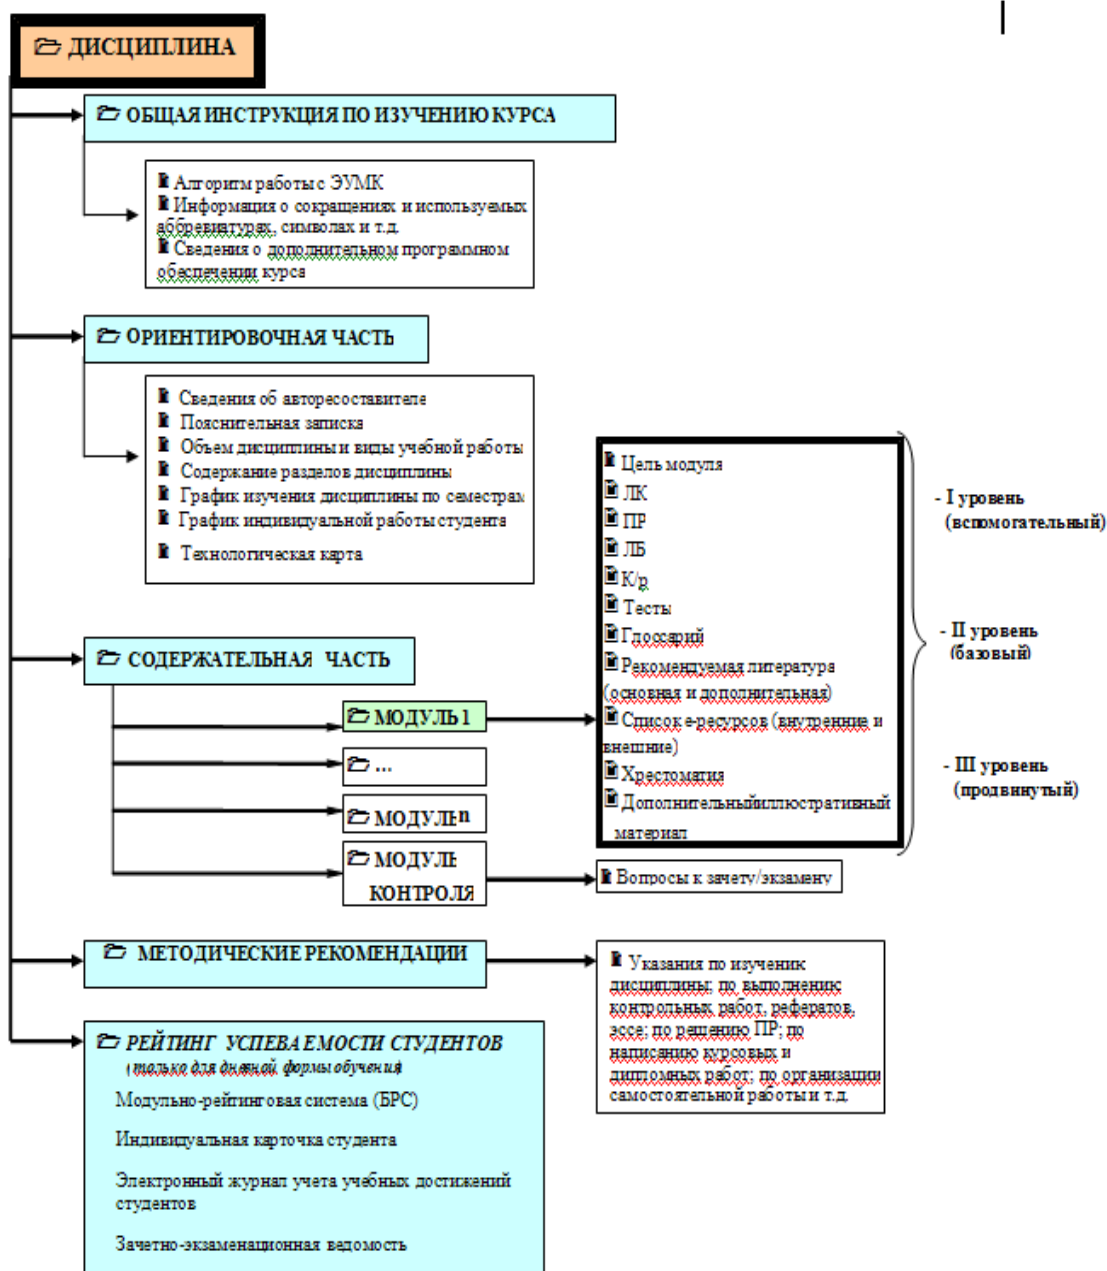 ДИСЦИПЛИНА
ОБЩАЯ ИНСТРУКЦИЯ ПО ИЗУЧЕНИЮ КУРСА
Алгоритм работы с ЭУМК
Информация о сокращениях и используемых
аббревиатурах, символах и т.д.
Сведения о дополнительном программном
обеспечении курса
ОРИЕНТИРОВОЧНАЯ ЧАСТЬ
Сведения об авторесоставителе
Пояснительная записка
Объем дисциплины и виды учебной работы
Содержание разделов дисциплины
График изучения дисциплины по семестрам
График индивидуальной работы студента
Технологическая карта
СОДЕРЖАТЕЛЬНАЯ ЧАСТЬ
МОДУЛЬ 1
...
МОДУЛЬ n
МОДУЛЬ
КОНТРОЛЯ
Цель модуля
ЛК
ПР
ЛБ
К/р
Тесты
Глоссарий
Рекомендуемая литература
(основная и дополнительная)
Список е-ресурсов (внутренние и
внешние)
Хрестоматия
Дополнительныйиллюстративный
материал
- I уровень
(вспомогательный)
- II уровень
(базовый)
- III уровень
(продвинутый)
Вопросы к зачету/экзамену
МЕТОДИЧЕСКИЕ РЕКОМЕНДАЦИИ
Указания по изучению
дисциплины; по выполнению
контрольных работ, рефератов,
эссе; по решению ПР; по
написанию курсовых и
дипломных работ; по организации
самостоятельной работы и т.д.
РЕЙТИНГ УСПЕВАЕМОСТИ СТУДЕНТОВ
(только для дневной формы обучения)
Модульно-рейтинговая система (БРС)
Индивидуальная карточка студента
Электронный журнал учета учебных достижений
студентов
Зачетно-экзаменационная ведомость